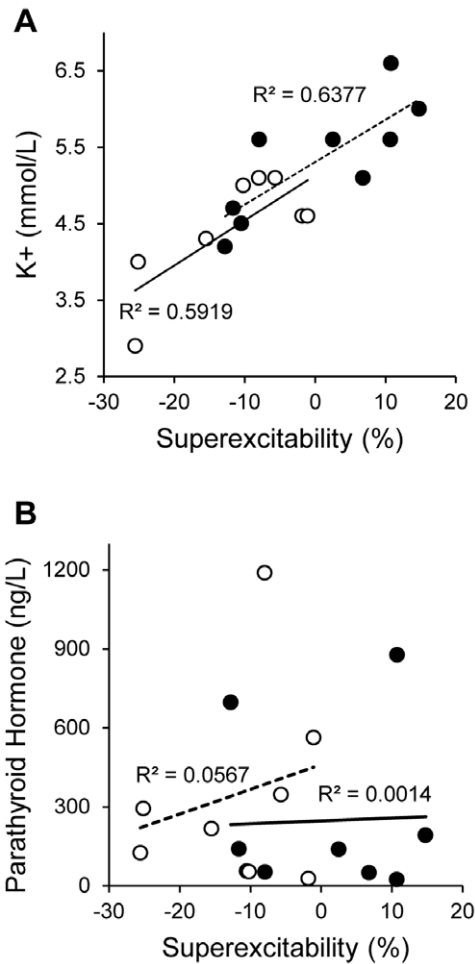 A
6.5
5.5
4.5
3.5
2.5
K+ (mmol/L)
R² = 0.6377
R² = 0.5919
-30 -20 -10 0 10 20
Superexcitability (%)
B
1200
900
600
300
0
Parathyroid Hormone (ng/L)
R² = 0.0567
R² = 0.0014
-30 -20 -10 0 10 20
Superexcitability (%)